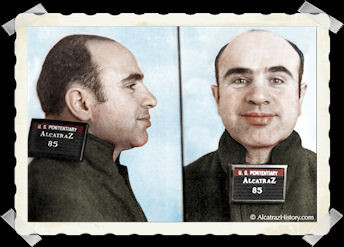 U. S. PENITENTIARY
ALCATRAZ
85
U. S. PENITENTIARY
ALCATRAZ
85
© AlcatrazHistory.com